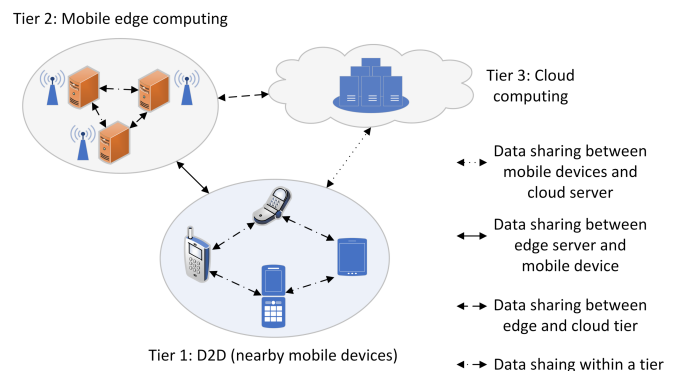 Tier 2: Mobile edge computing
Tier 3: Cloud
computing
Data sharing between
mobile devices and
cloud server
Data sharing between
edge server and
mobile device
Data sharing between
edge and cloud tier
Data shaing within a tier
Tier 1: D2D (nearby mobile devices)